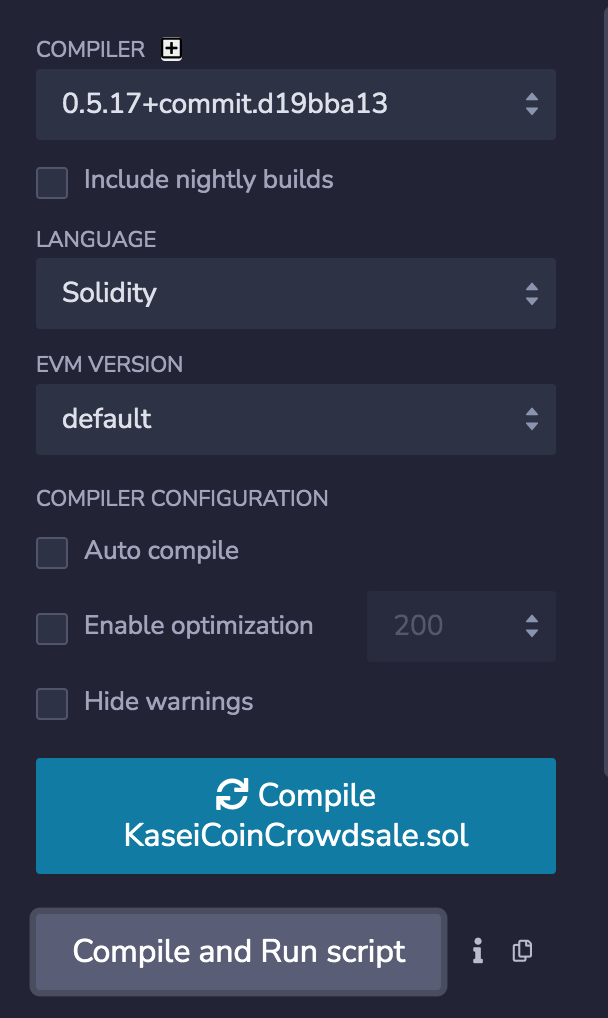 COMPILER
0.5.17+commit.d19bba13
Include nightly builds
LANGUAGE
Solidity
EVM VERSION
default
COMPILER CONFIGURATION
Auto compile
Enable optimization 200
Hide warnings
Compile
KaseiCoinCrowdsale.sol
Compile and Run script